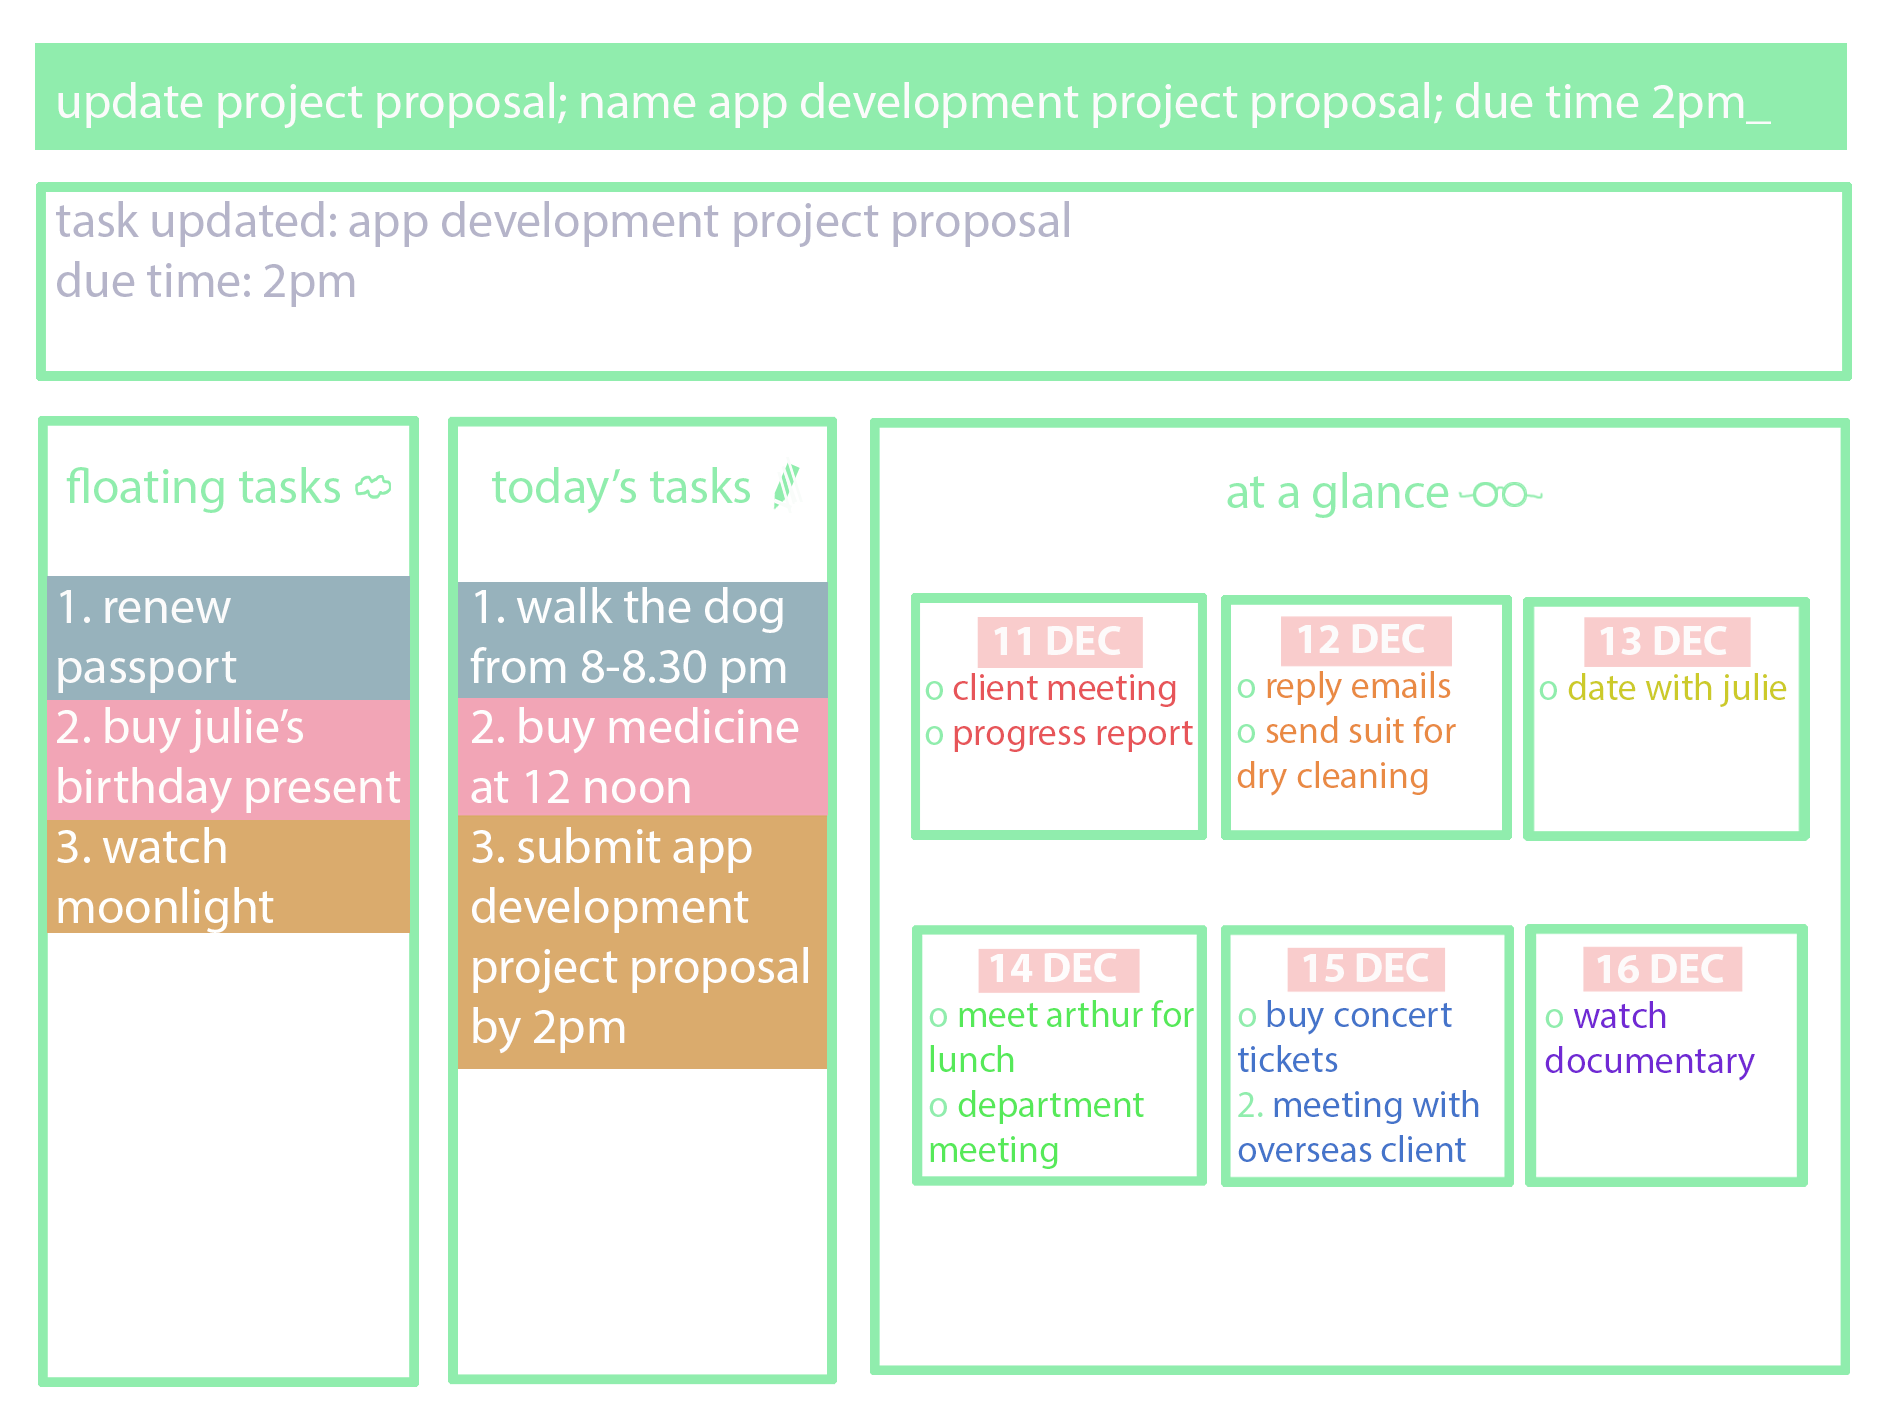 update project proposal; name app development project proposal; due time 2pm_
task updated: app development project proposal
due time: 2pm
floating tasks
1. renew
passport
2. buy julie’s
birthday present
3. watch
moonlight
today’s tasks
1. walk the dog
from 8-8.30 pm
2. buy medicine
at 12 noon
3. submit app
development
project proposal
by 2pm
at a glance
11 DEC
o client meeting
o progress report
12 DEC
o reply emails
o send suit for
dry cleaning
13 DEC
o date with julie
14 DEC
o meet arthur for
lunch
o department
meeting
15 DEC
o buy concert
tickets
2. meeting with
overseas client
16 DEC
o watch
documentary